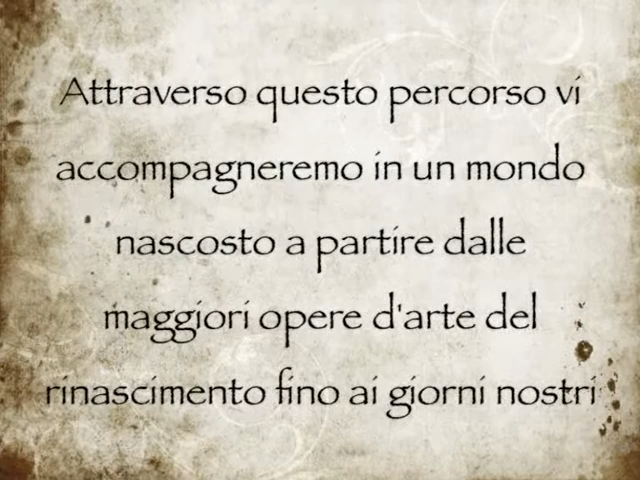 Attraverso questo percorso vi
accompagneremo in un mondo
nascosto a partire dalle
maggiori opere d'arte del
rinascimento fino ai giorni nostri